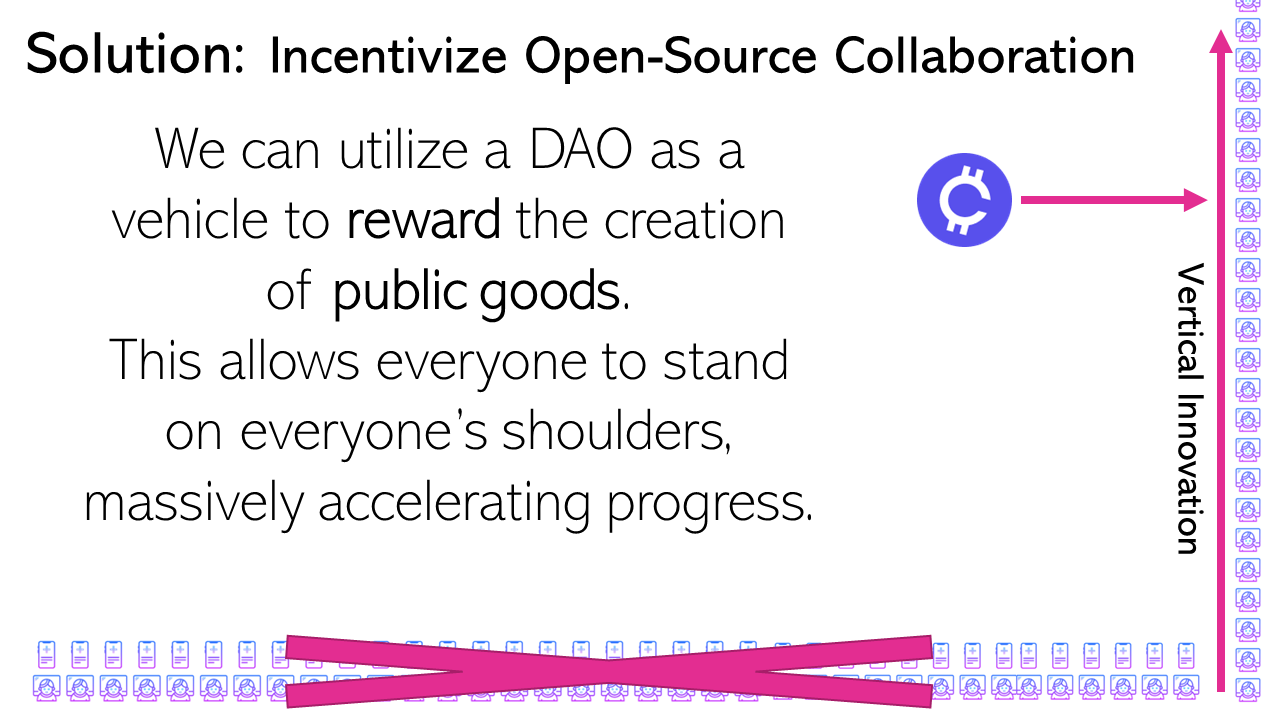 Solution: Incentivize Open-Source Collaboration
We can utilize a DAO as a
vehicle to reward the creation
of public goods.
This allows everyone to stand
on everyone’s shoulders,
massively accelerating progress.
Vertical Innovation